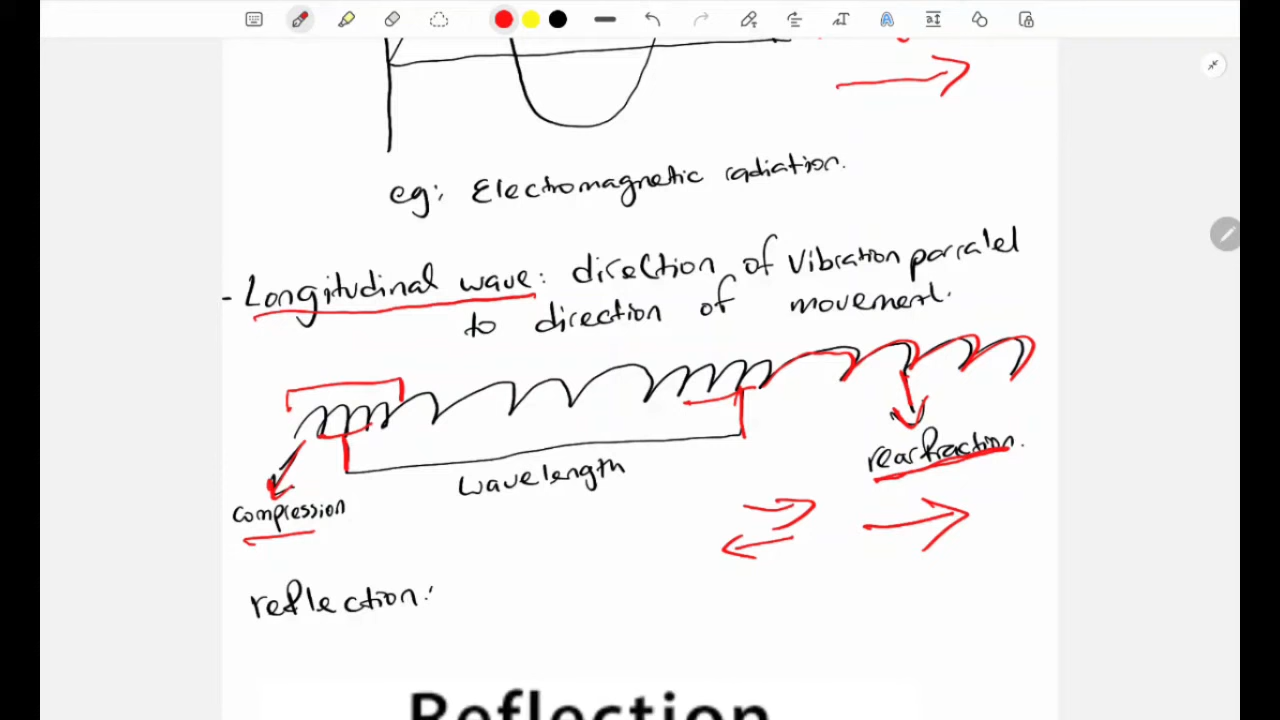 eg: Electromagnetic radiation.
- Longitudinal wave: direction of vibration parralel
to direction of movement.
wavelength
rearfraction.
compression
reflection:
Reflection